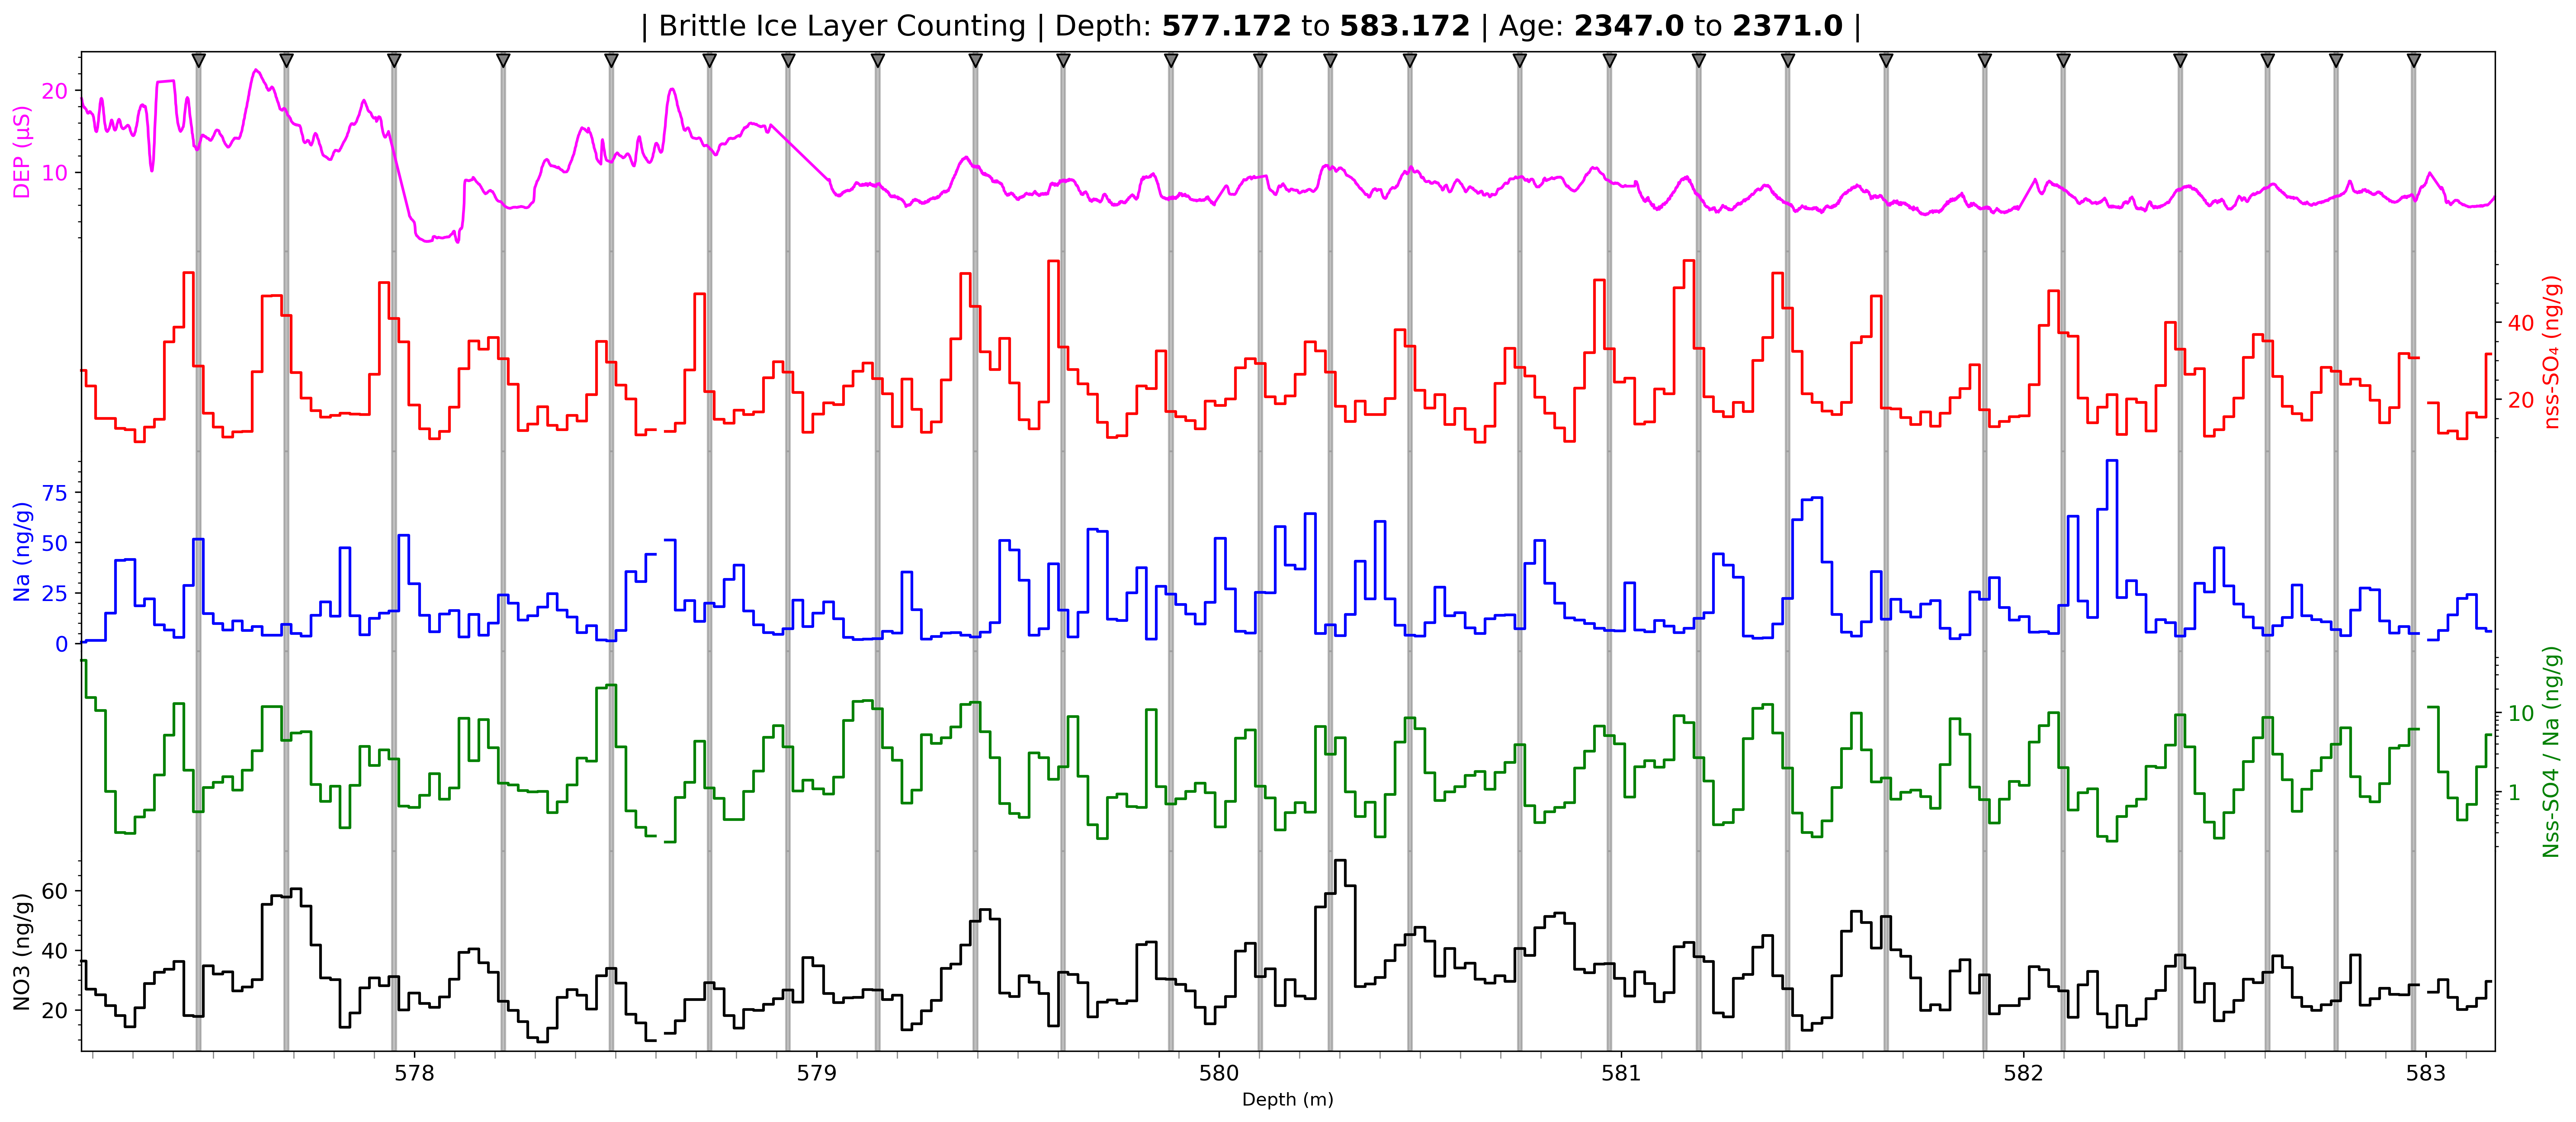 | Brittle Ice Layer Counting | Depth: 577.172 to 583.172 | Age: 2347.0 to 2371.0 |
DEP (µS)
20
10
nss-SO₄ (ng/g)
40
20
Na (ng/g)
75
50
25
0
Nss-SO4 / Na (ng/g)
10
1
NO3 (ng/g)
60
40
20
578 579 580 581 582 583
Depth (m)